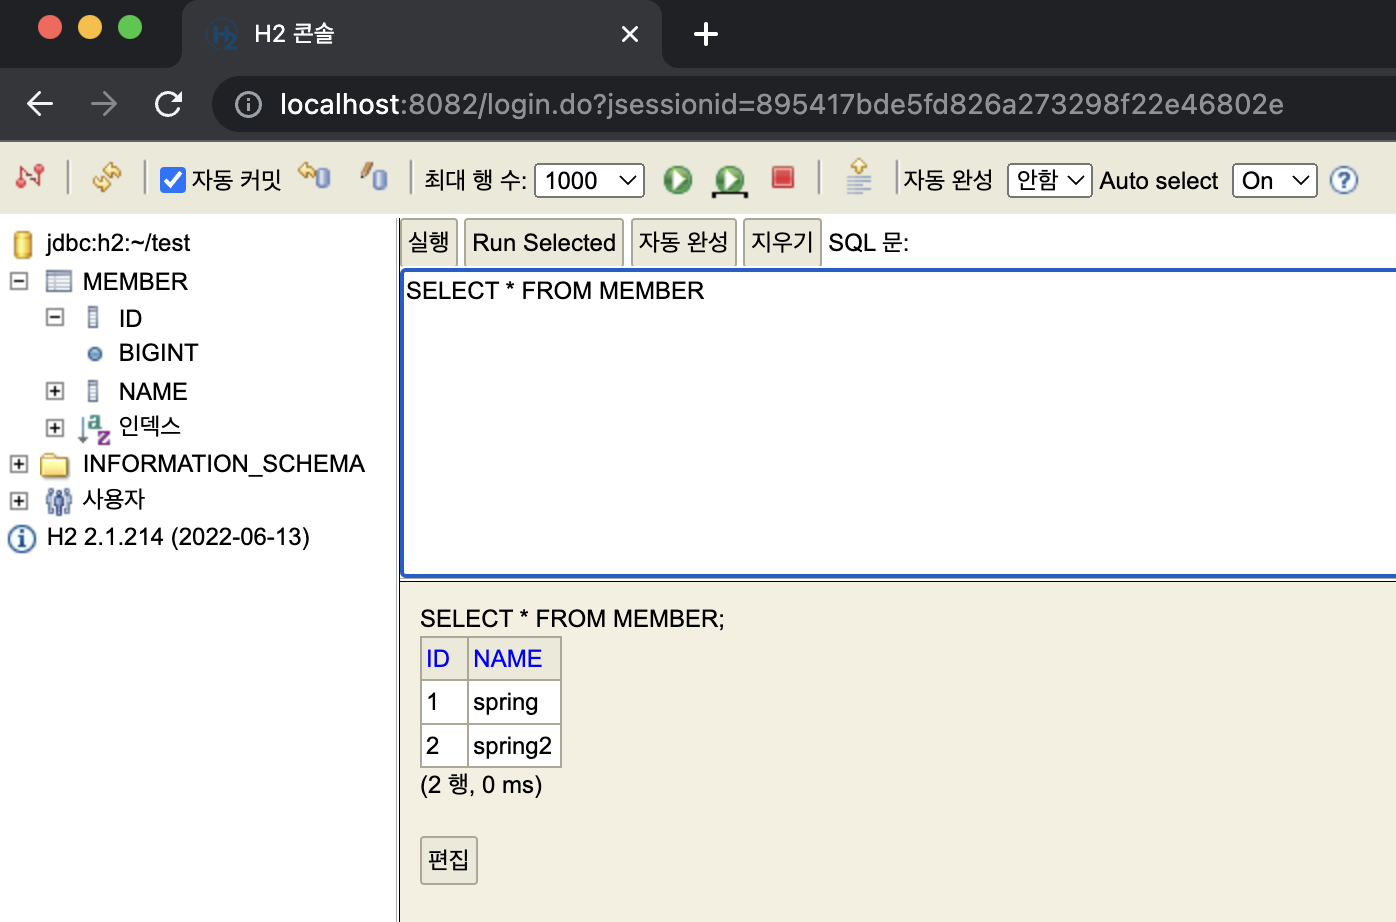 H2 콘솔
localhost:8082/login.do?jsessionid=895417bde5fd826a273298f22e46802e
자동 커밋 최대 행 수: 1000 자동 완성 안함 Auto select On
jdbc:h2:~/test
MEMBER
ID
BIGINT
NAME
인덱스
INFORMATION_SCHEMA
사용자
H2 2.1.214 (2022-06-13)
실행 Run Selected 자동 완성 지우기 SQL 문:
SELECT * FROM MEMBER
SELECT * FROM MEMBER;
ID NAME
1 spring
2 spring2
(2 행, 0 ms)
편집